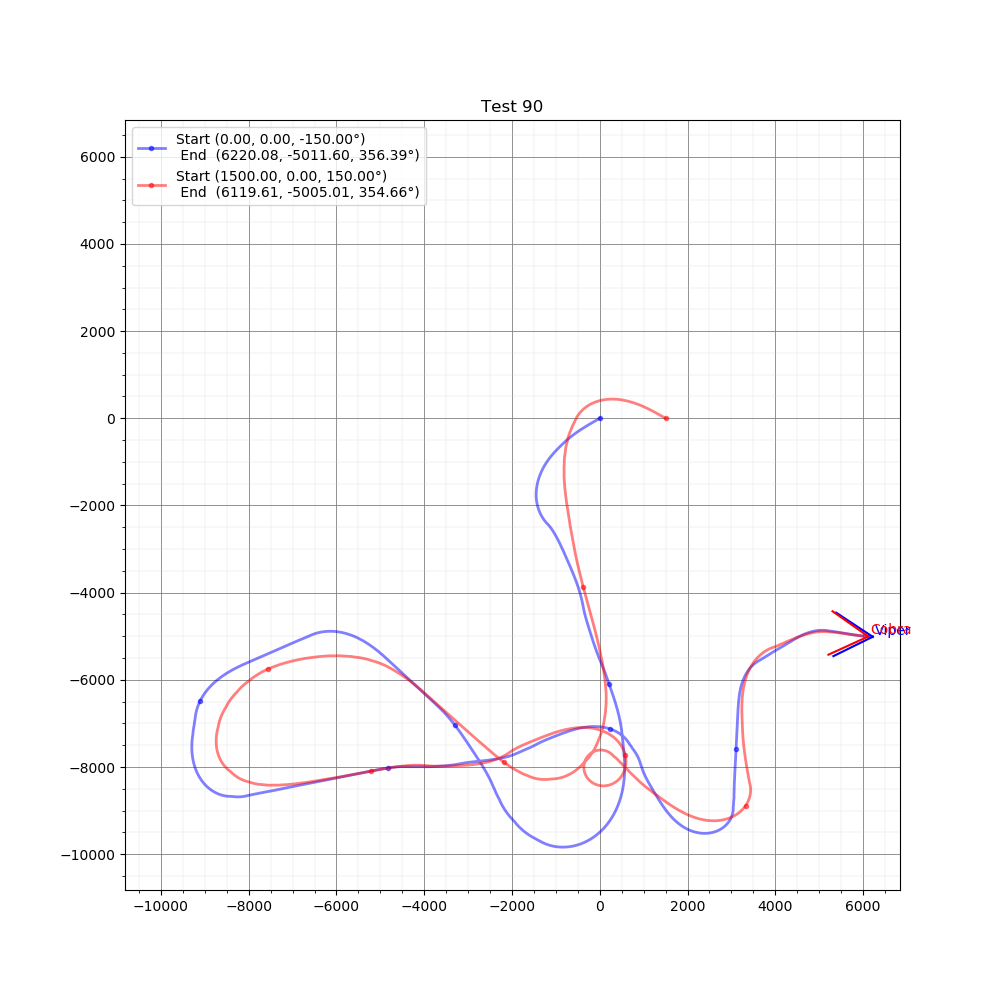 Test 90
Start (0.00, 0.00, -150.00°)
End  (6220.08, -5011.60, 356.39°)
Start (1500.00, 0.00, 150.00°)
End  (6119.61, -5005.01, 354.66°)
6000
4000
2000
0
−2000
−4000
−6000
−8000
−10000
Cobra
Viper
−10000 −8000 −6000 −4000 −2000 0 2000 4000 6000